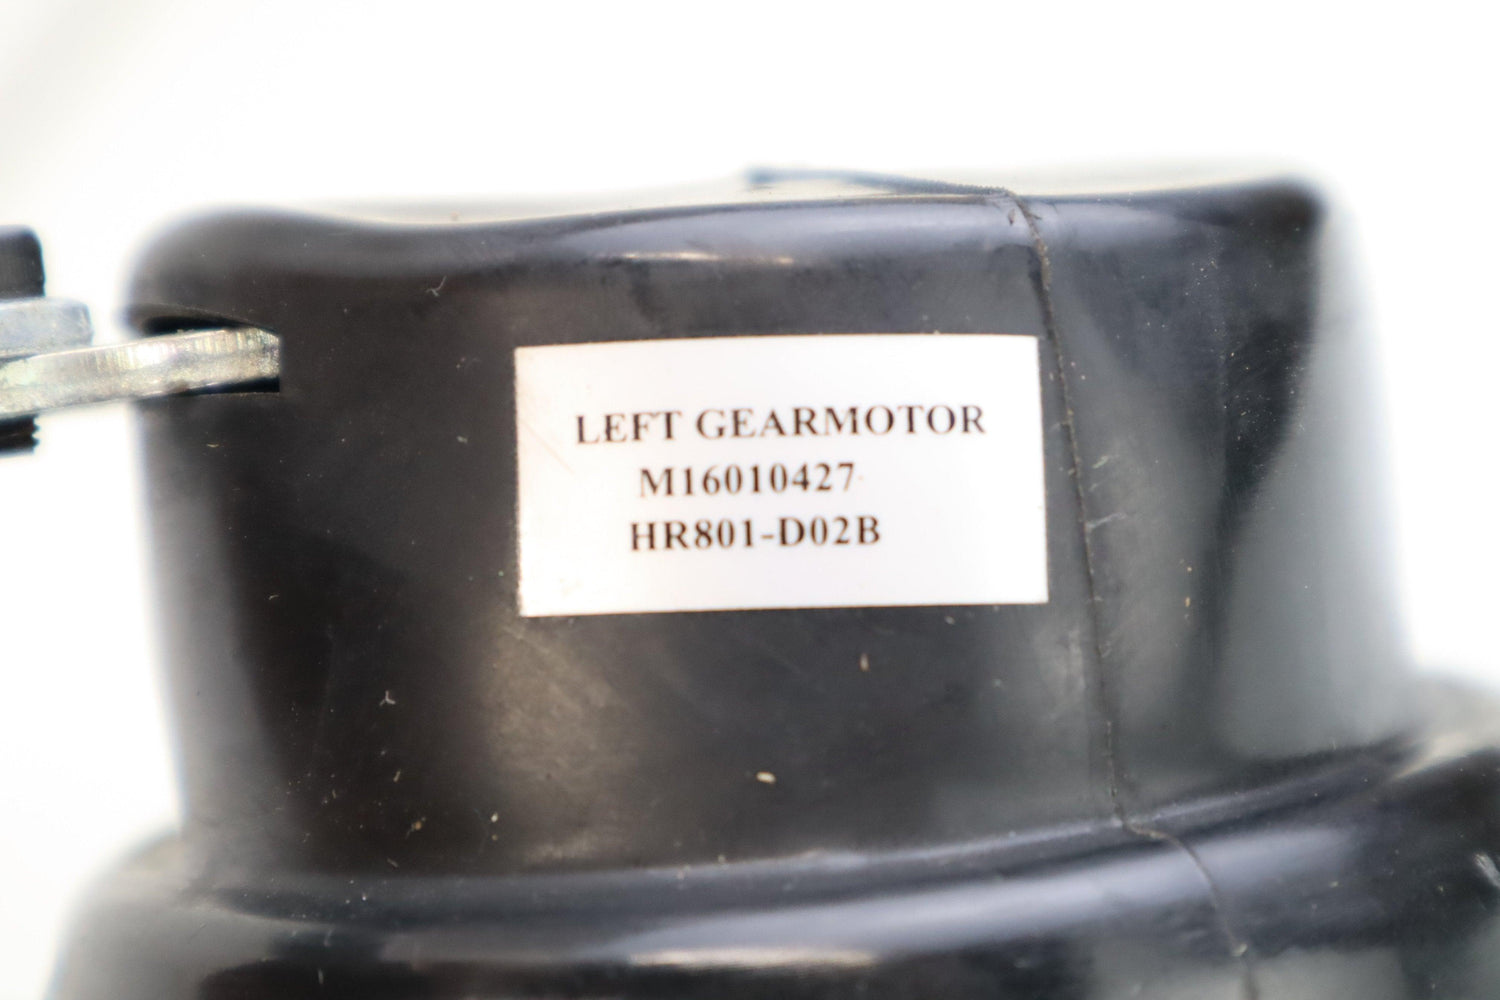 LEFT GEARMOTOR
M16010427
HR801-D02B